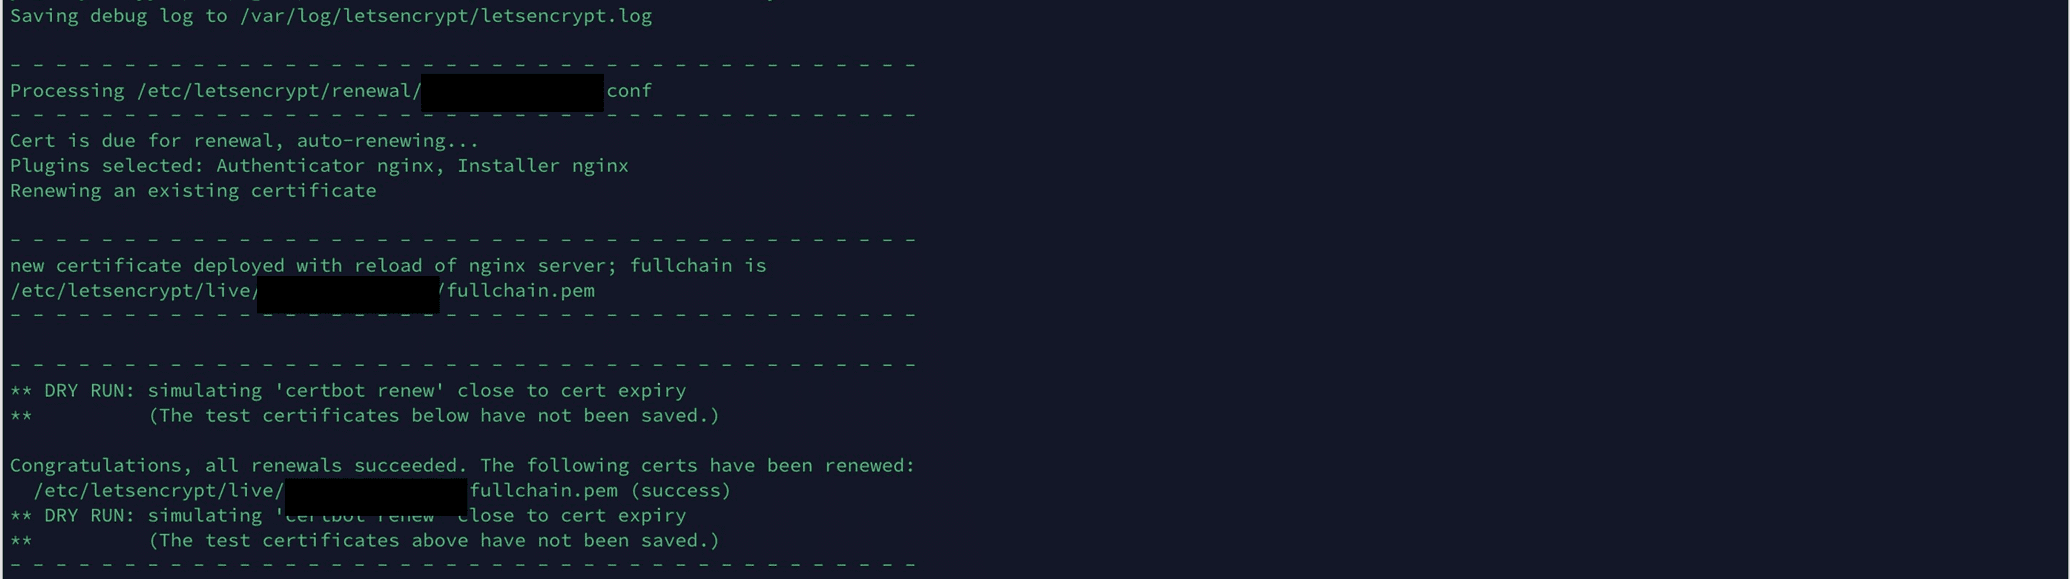 Saving debug log to /var/log/letsencrypt/letsencrypt.log
- - - - - - - - - - - - - - - - - - - - - - - - - - - - - - - - - - - - - - - -
Processing /etc/letsencrypt/renewal/ conf
- - - - - - - - - - - - - - - - - - - - - - - - - - - - - - - - - - - - - - - -
Cert is due for renewal, auto-renewing...
Plugins selected: Authenticator nginx, Installer nginx
Renewing an existing certificate
- - - - - - - - - - - - - - - - - - - - - - - - - - - - - - - - - - - - - - - -
new certificate deployed with reload of nginx server; fullchain is
/etc/letsencrypt/live/ /fullchain.pem
- - - - - - - - - - - - - - - - - - - - - - - - - - - - - - - - - - - - - - - -
- - - - - - - - - - - - - - - - - - - - - - - - - - - - - - - - - - - - - - - -
** DRY RUN: simulating 'certbot renew' close to cert expiry
** (The test certificates below have not been saved.)
Congratulations, all renewals succeeded. The following certs have been renewed:
/etc/letsencrypt/live/ fullchain.pem (success)
** DRY RUN: simulating 'certbot renew' close to cert expiry
** (The test certificates above have not been saved.)
- - - - - - - - - - - - - - - - - - - - - - - - - - - - - - - - - - - - - - - -